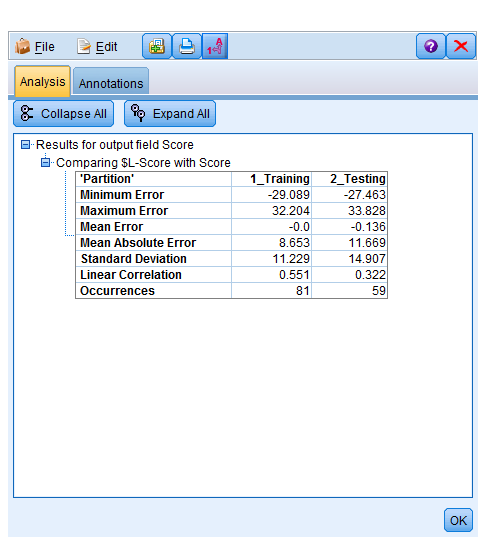 File Edit
Analysis Annotations
Collapse All Expand All
Results for output field Score
Comparing $L-Score with Score
'Partition' 1_Training 2_Testing
Minimum Error -29.089 -27.463
Maximum Error 32.204 33.828
Mean Error -0.0 -0.136
Mean Absolute Error 8.653 11.669
Standard Deviation 11.229 14.907
Linear Correlation 0.551 0.322
Occurrences 81 59
OK